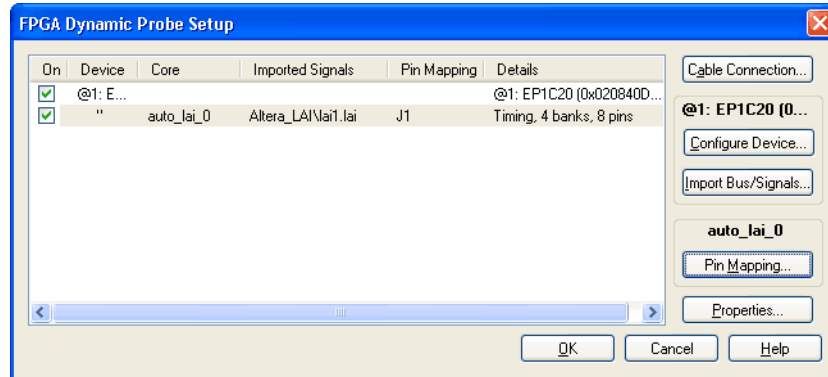 FPGA Dynamic Probe Setup
On Device Core Imported Signals Pin Mapping Details
@1: E... @1: EP1C20 (0x020840D...
" auto_lai_0 Altera_LAI\lai1.lai J1 Timing, 4 banks, 8 pins
Cable Connection...
@1: EP1C20 (0...
Configure Device...
Import Bus/Signals...
auto_lai_0
Pin Mapping...
Properties...
OK Cancel Help